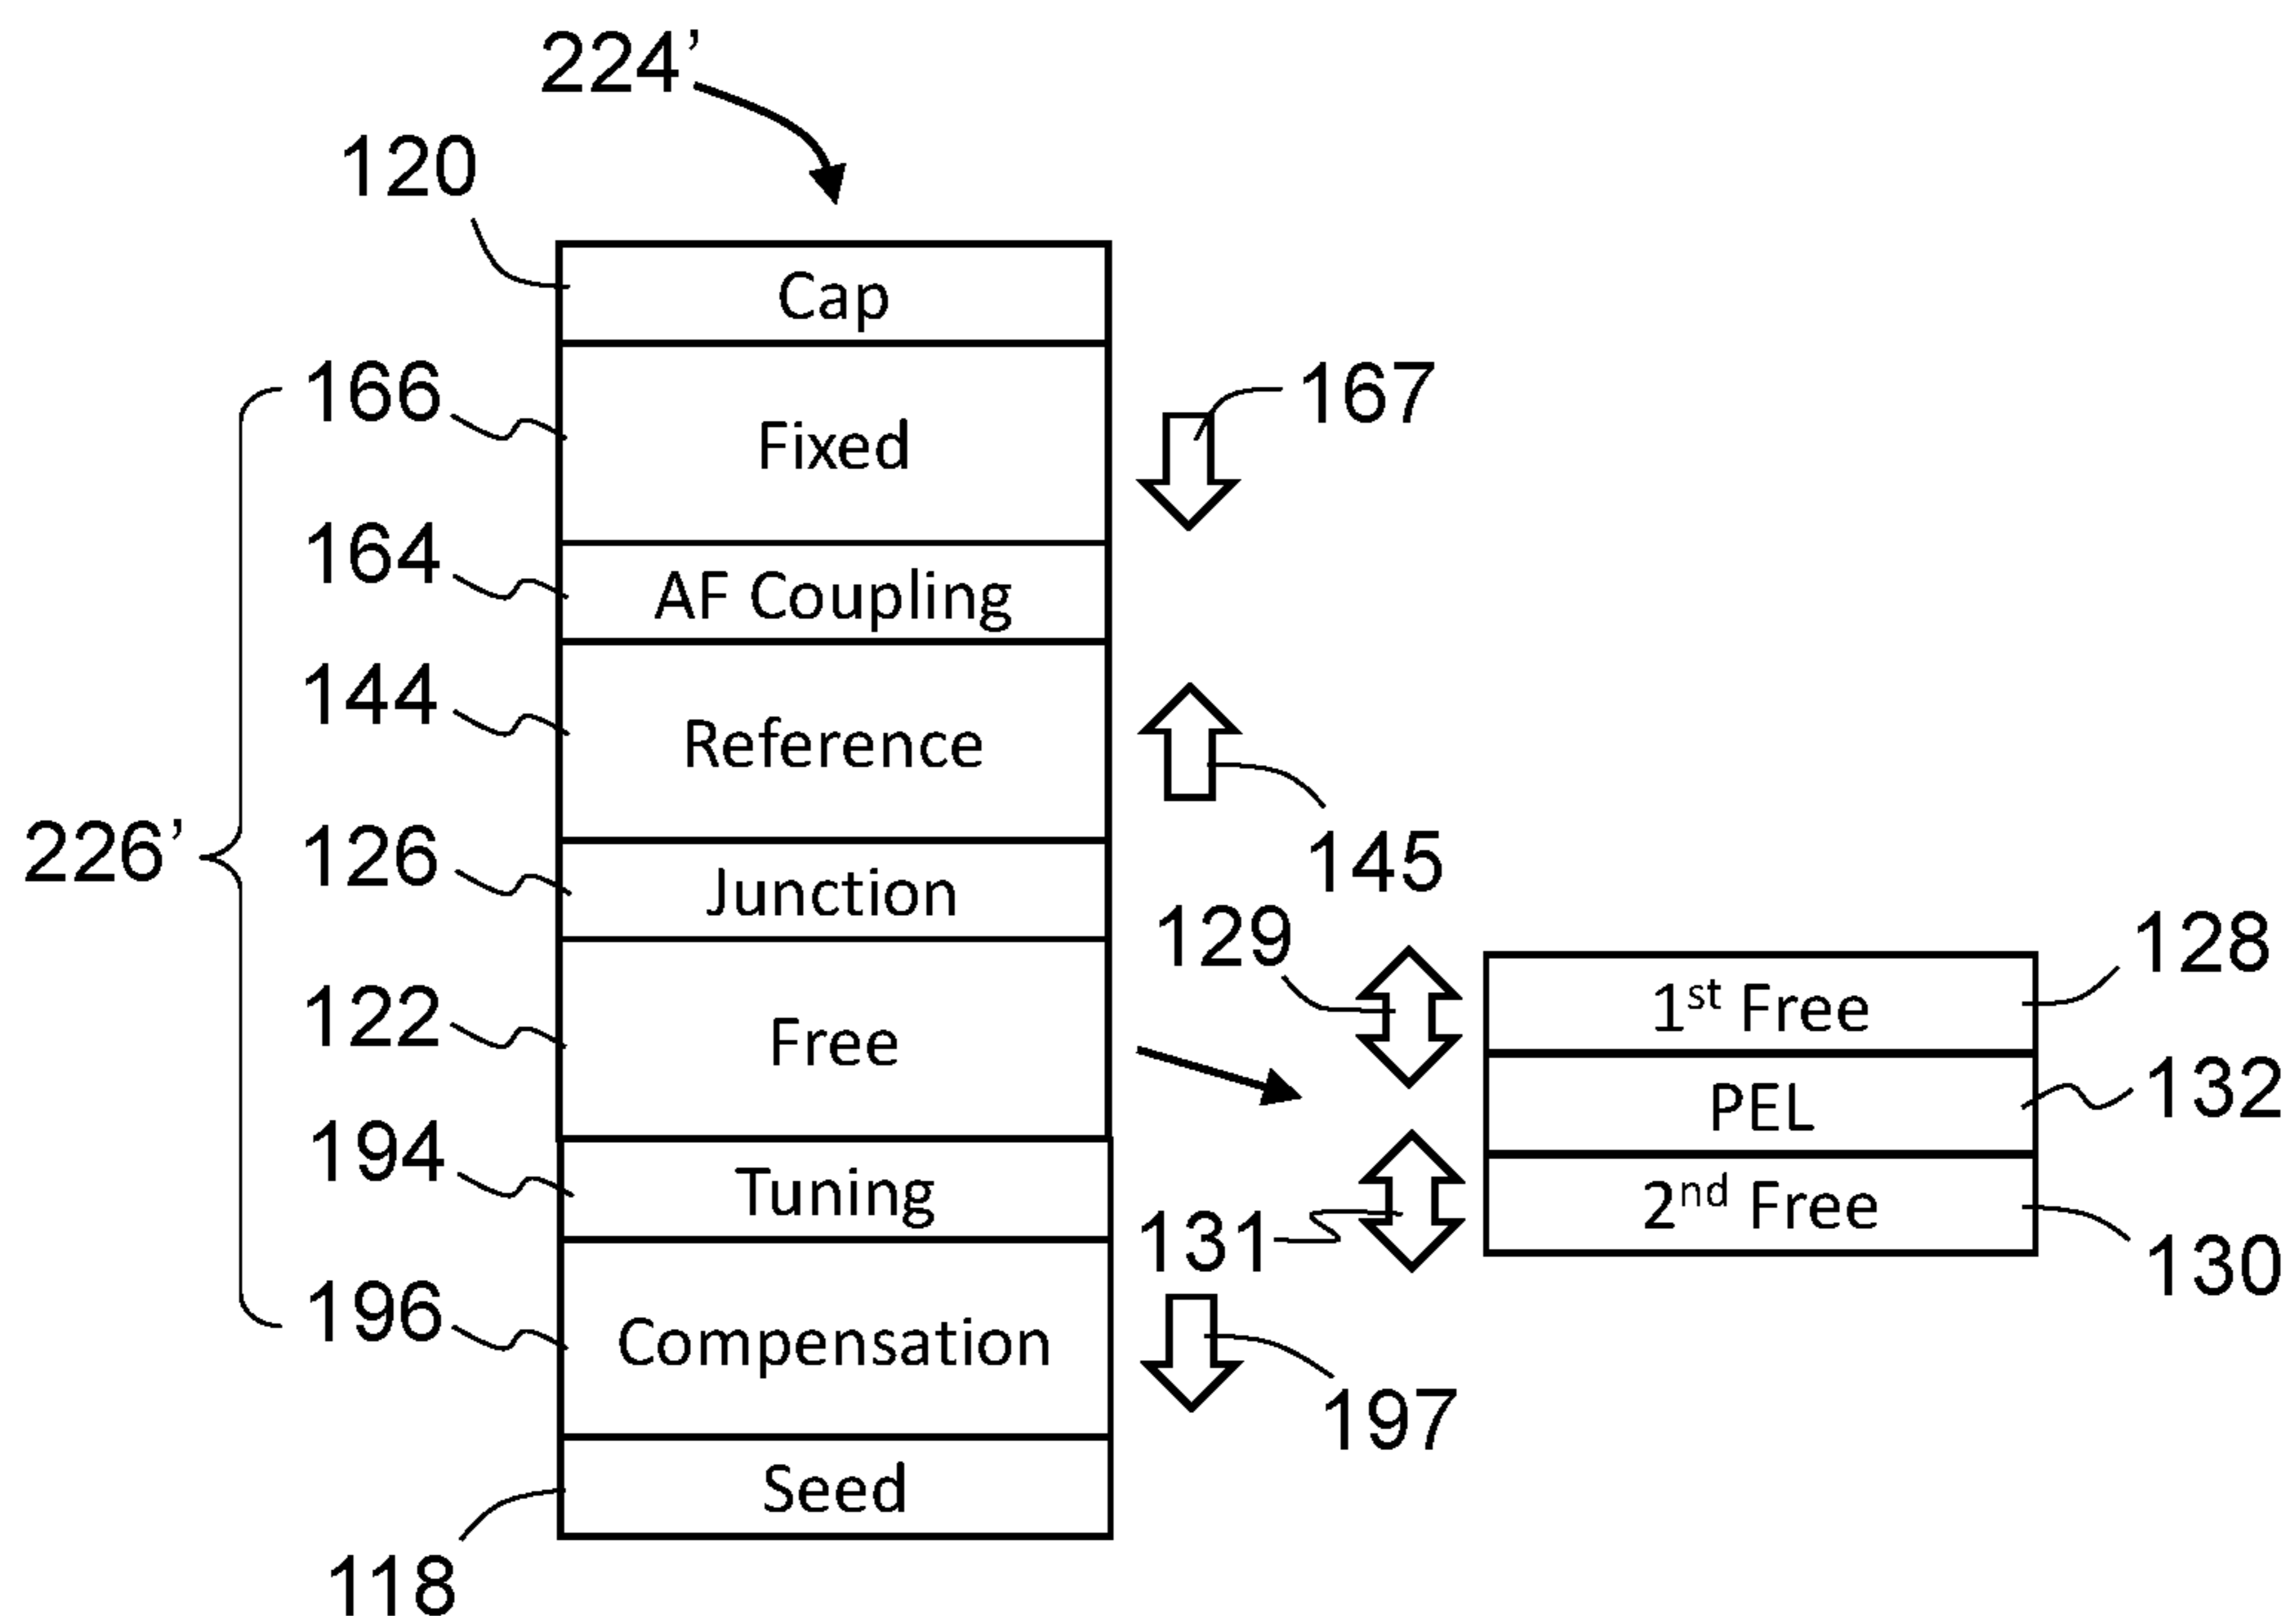 224’
120
Cap
166
Fixed
167
164
AF Coupling
144
Reference
145
226’
126
Junction
129
128
1st Free
122
Free
132
PEL
194
Tuning
131
2nd Free
130
196
Compensation
197
Seed
118